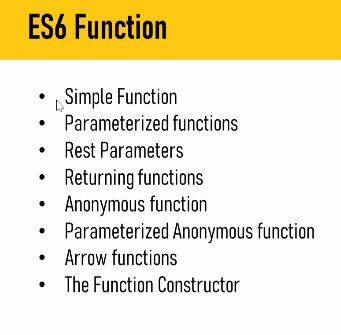 ES6 Function
• Simple Function
• Parameterized functions
• Rest Parameters
• Returning functions
• Anonymous function
• Parameterized Anonymous function
• Arrow functions
• The Function Constructor